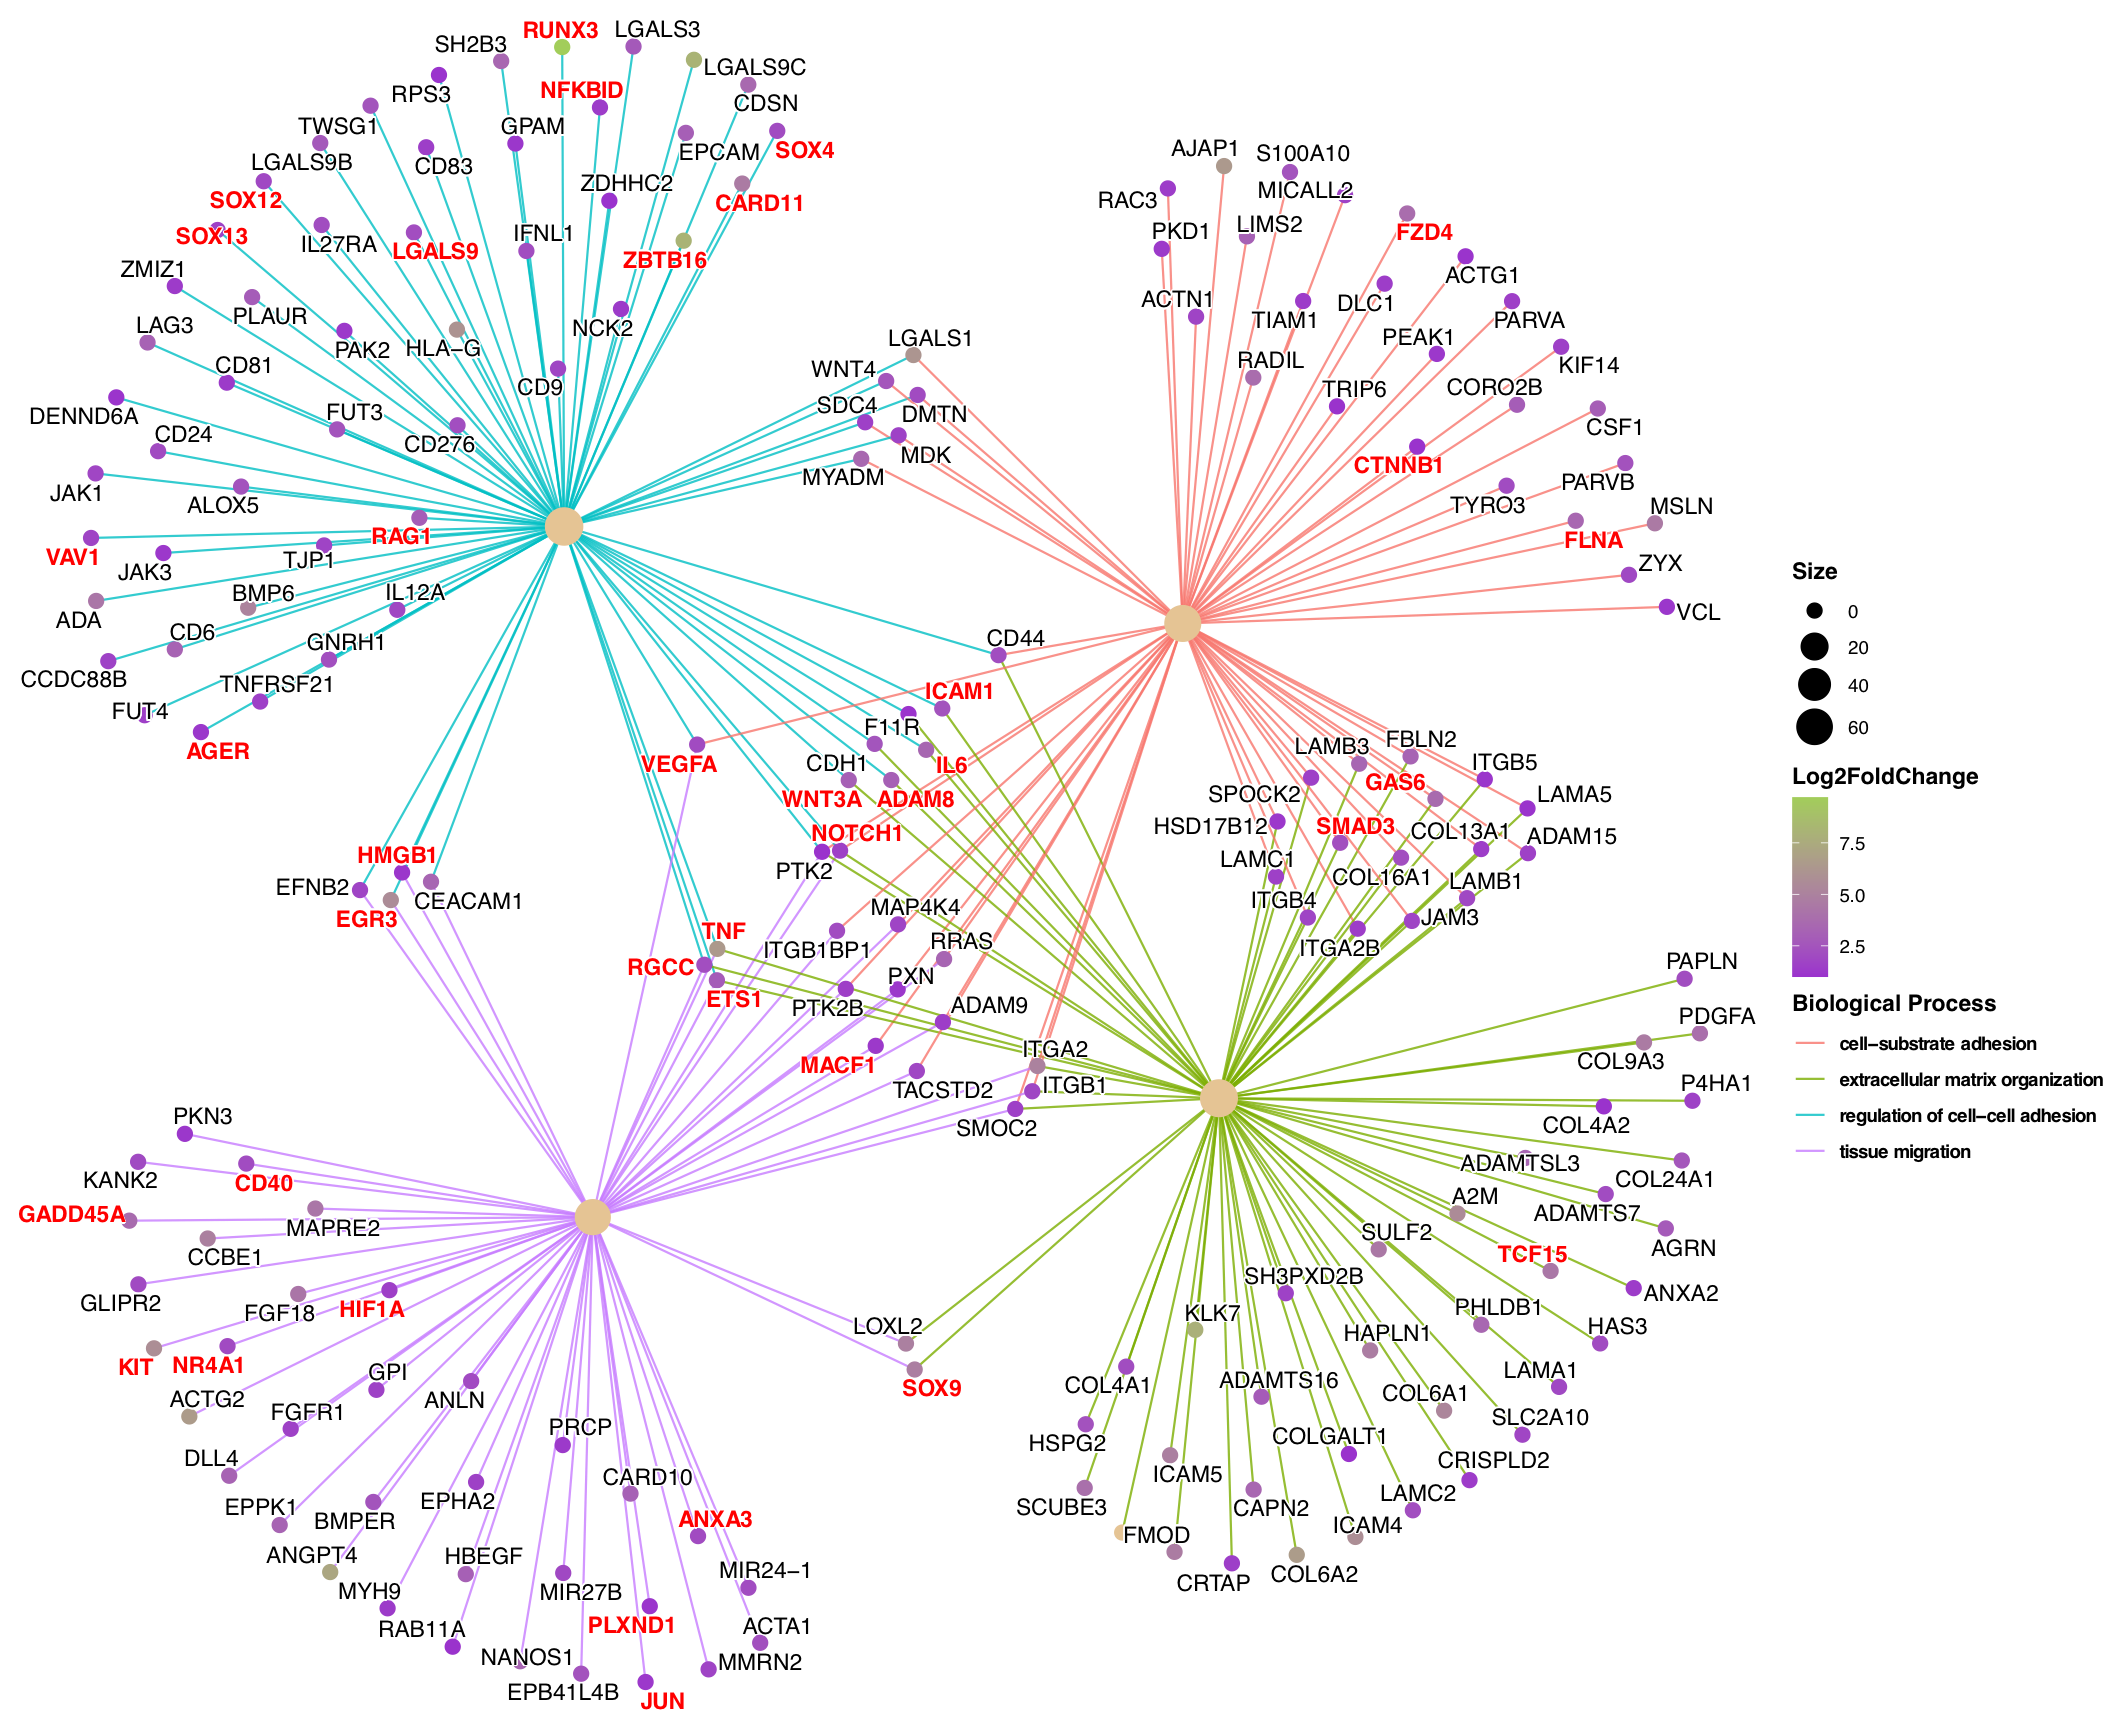 RUNX3
LGALS3
SH2B3
LGALS9C
RPS3
NFKBID
CDSN
TWSG1
GPAM
EPCAM
SOX4
LGALS9B
CD83
ZDHHC2
SOX12
CARD11
SOX13
IL27RA
LGALS9
IFNL1
ZBTB16
ZMIZ1
PLAUR
LAG3
PAK2
HLA−G
NCK2
CD81
CD9
DENND6A
FUT3
CD24
CD276
JAK1
ALOX5
RAG1
VAV1
JAK3
TJP1
ADA
BMP6
IL12A
CD6
GNRH1
CCDC88B
TNFRSF21
FUT4
AGER
LGALS1
WNT4
SDC4
DMTN
MDK
MYADM
AJAP1
S100A10
RAC3
MICALL2
PKD1
LIMS2
FZD4
ACTG1
ACTN1
TIAM1
DLC1
PARVA
PEAK1
KIF14
RADIL
TRIP6
CORO2B
CSF1
CTNNB1
PARVB
TYRO3
MSLN
FLNA
ZYX
VCL
CD44
ICAM1
F11R
VEGFA
CDH1
IL6
WNT3A
ADAM8
NOTCH1
PTK2
LAMB3
FBLN2
ITGB5
GAS6
SPOCK2
LAMA5
HSD17B12
SMAD3
COL13A1
ADAM15
LAMC1
COL16A1
LAMB1
ITGB4
JAM3
ITGA2B
HMGB1
EFNB2
CEACAM1
EGR3
TNF
MAP4K4
ITGB1BP1
RRAS
RGCC
PXN
ETS1
PTK2B
ADAM9
MACF1
ITGA2
TACSTD2
ITGB1
SMOC2
PAPLN
PDGFA
COL9A3
P4HA1
COL4A2
ADAMTSL3
COL24A1
A2M
ADAMTS7
SULF2
AGRN
TCF15
SH3PXD2B
ANXA2
KLK7
PHLDB1
HAPLN1
HAS3
COL4A1
ADAMTS16
LAMA1
COL6A1
SLC2A10
HSPG2
COLGALT1
CRISPLD2
ICAM5
LAMC2
SCUBE3
CAPN2
FMOD
ICAM4
CRTAP
COL6A2
PKN3
KANK2
CD40
GADD45A
MAPRE2
CCBE1
GLIPR2
FGF18
HIF1A
LOXL2
KIT
NR4A1
SOX9
GPI
ACTG2
ANLN
FGFR1
PRCP
DLL4
CARD10
EPPK1
EPHA2
BMPER
ANXA3
ANGPT4
HBEGF
MIR24−1
MYH9
MIR27B
RAB11A
PLXND1
ACTA1
NANOS1
MMRN2
EPB41L4B
JUN
Size
0
20
40
60
Log2FoldChange
7.5
5.0
2.5
Biological Process
cell−substrate adhesion
extracellular matrix organization
regulation of cell−cell adhesion
tissue migration